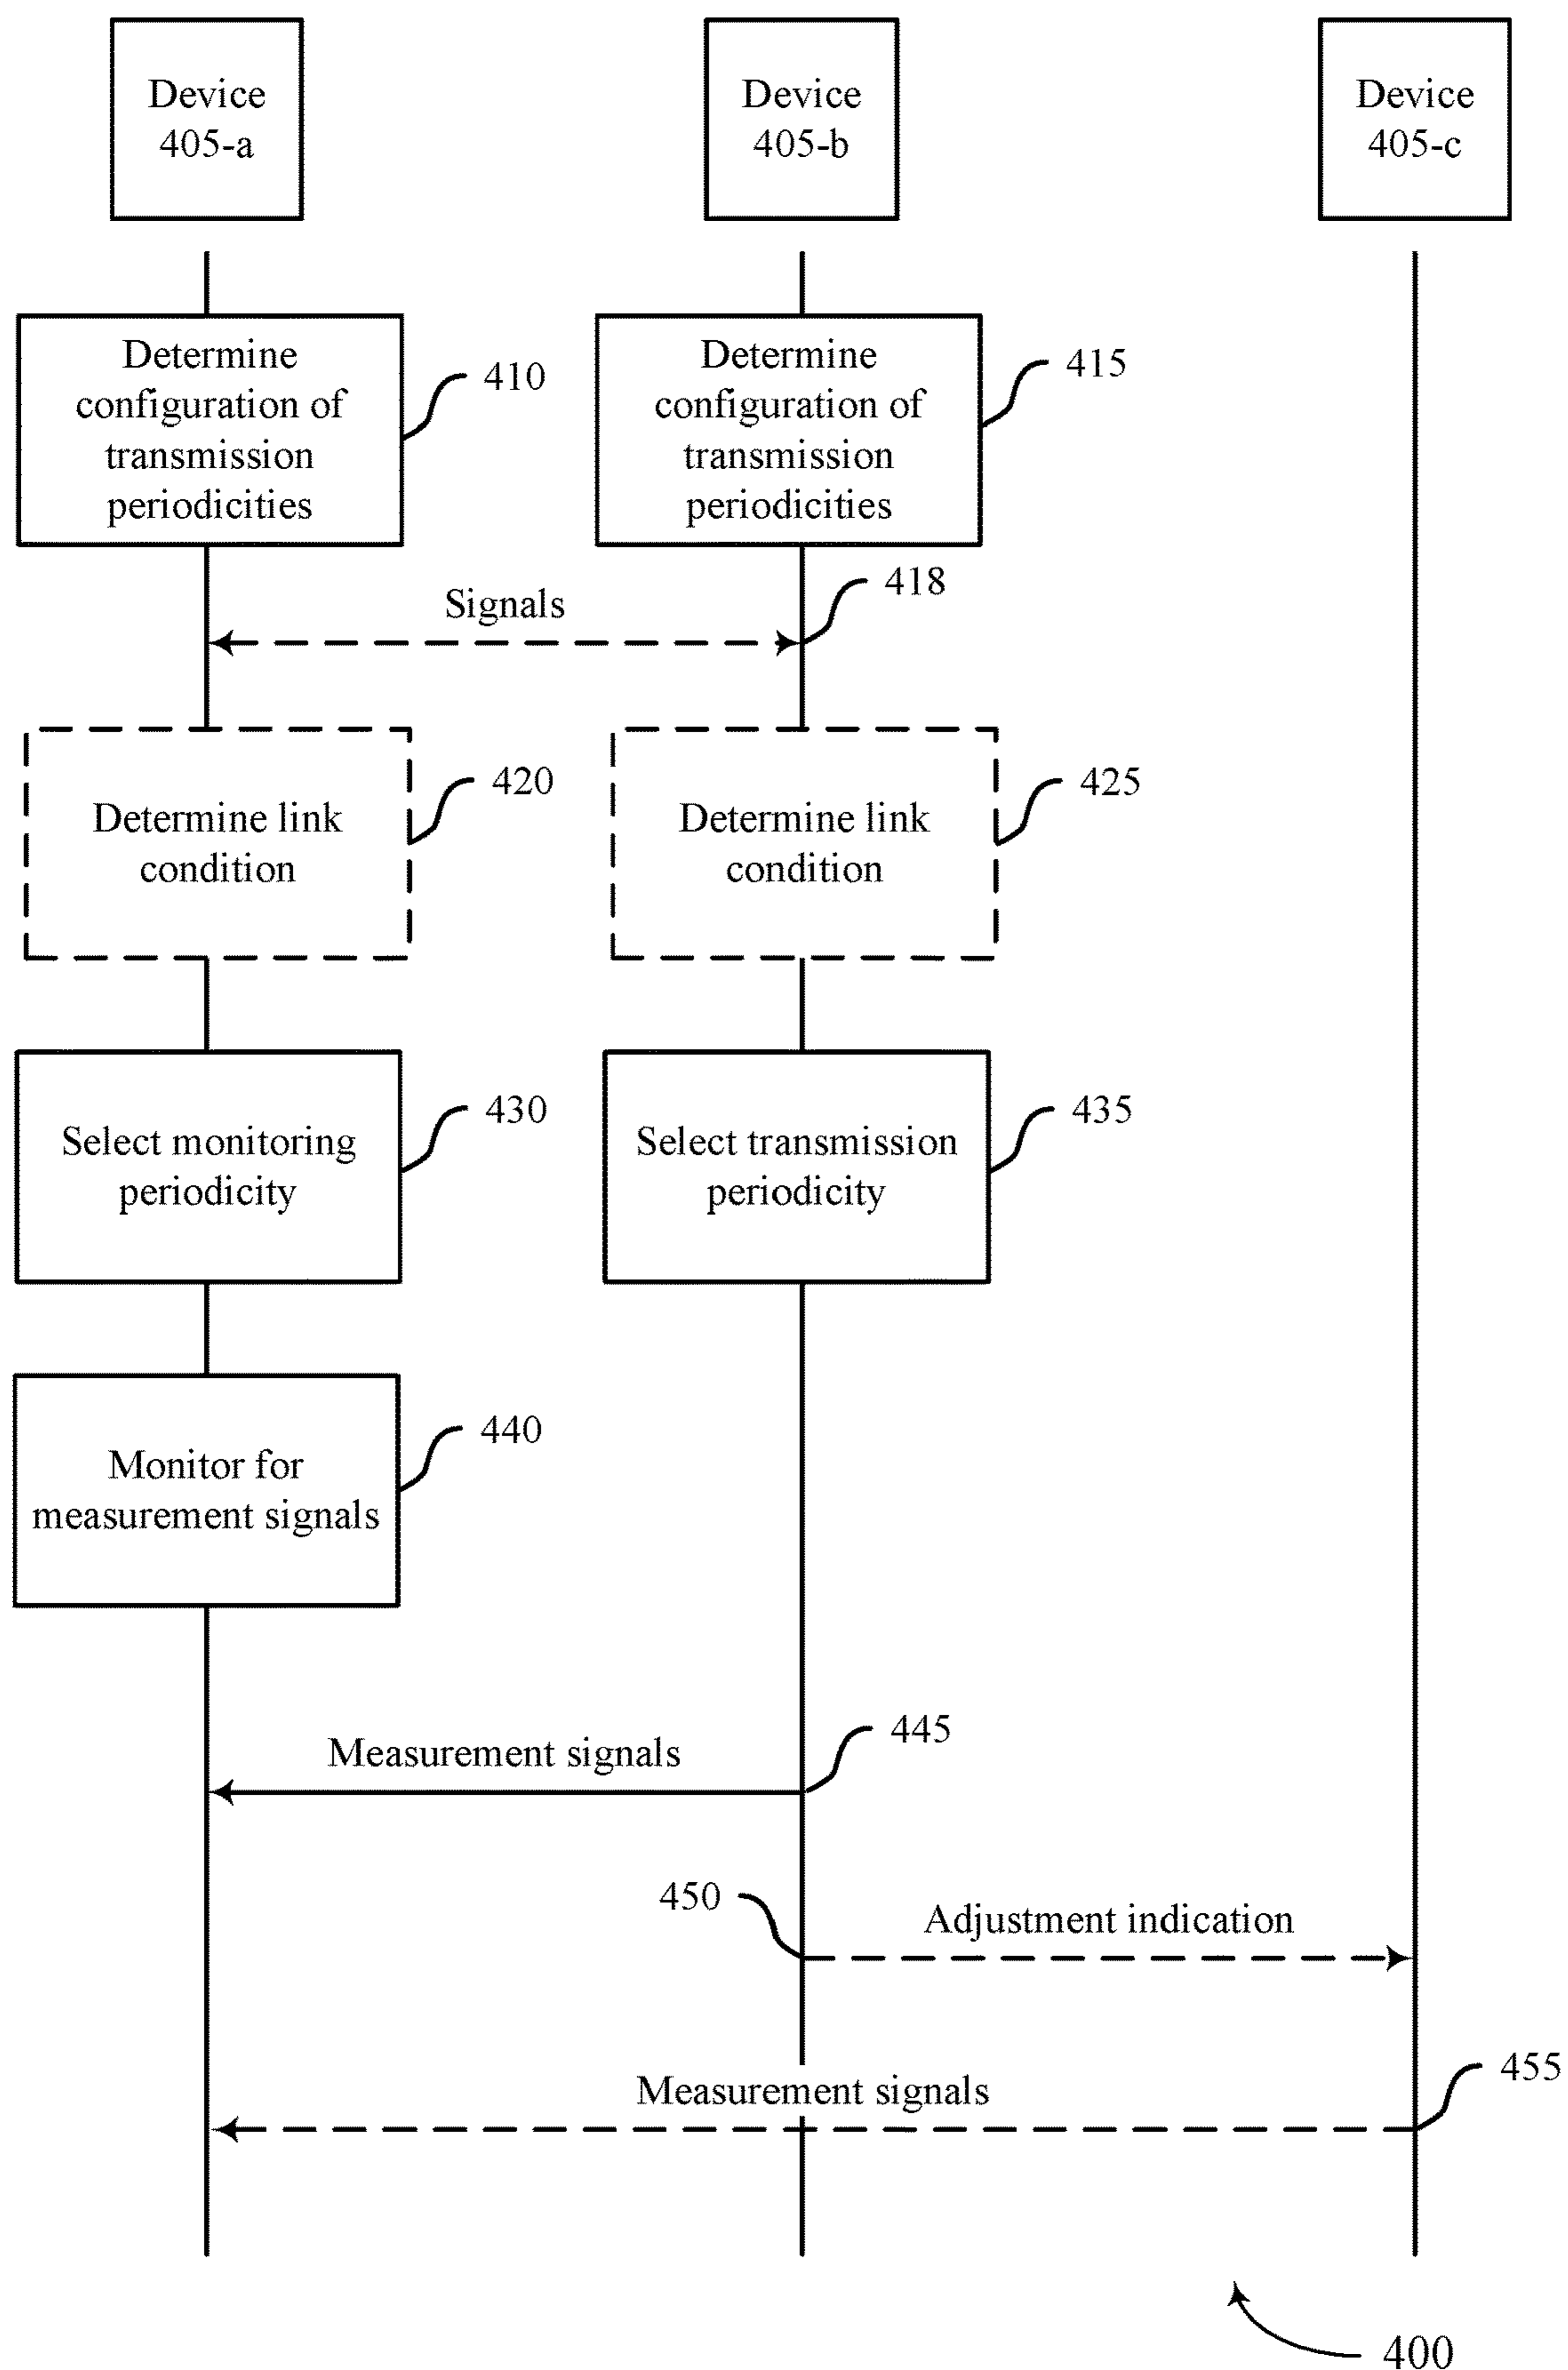 Device
405-a
Device
405-b
Device
405-c
Determine
configuration of
transmission
periodicities
410
Determine
configuration of
transmission
periodicities
415
Signals
418
Determine link
condition
420
Determine link
condition
425
Select monitoring
periodicity
430
Select transmission
periodicity
435
Monitor for
measurement signals
440
Measurement signals
445
450
Adjustment indication
Measurement signals
455
400